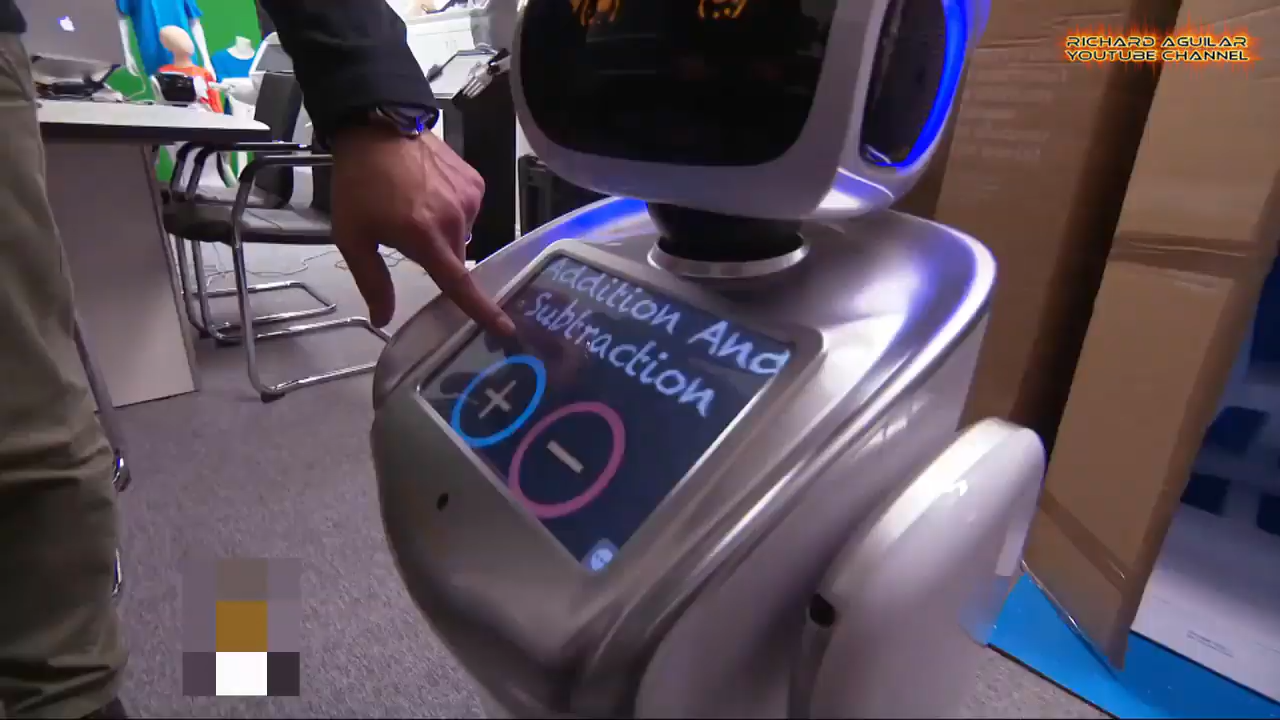 RICHARD AGUILAR
YOUTUBE CHANNEL
Addition And
Subtraction
+
−